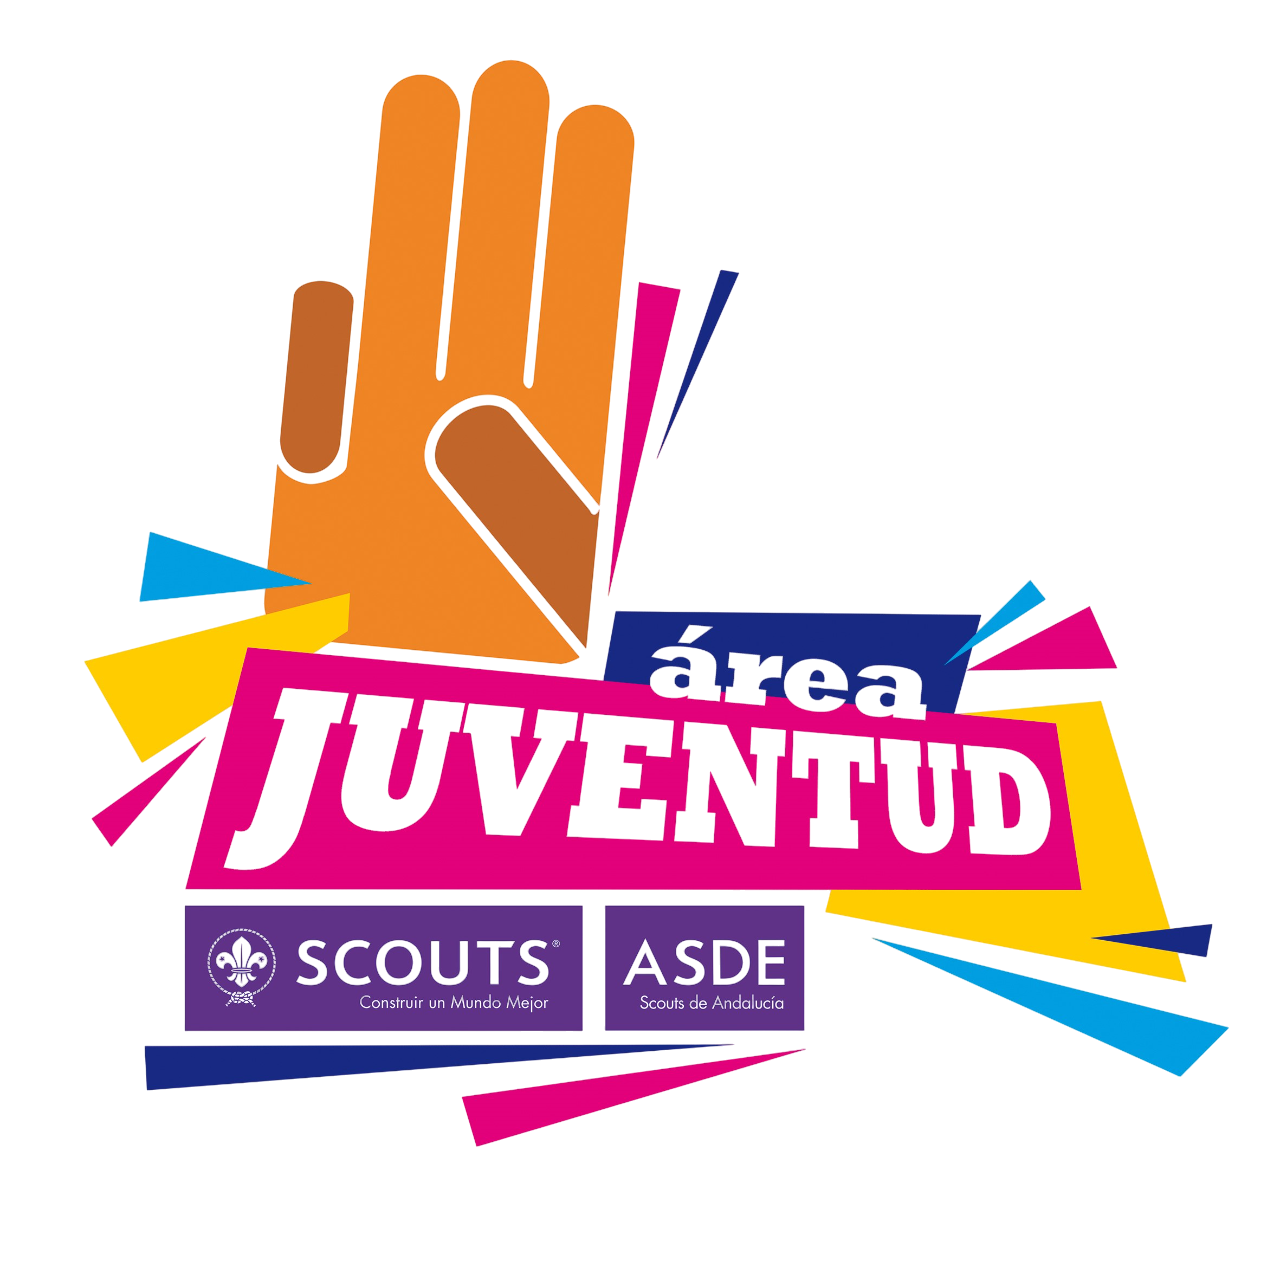 área
JUVENTUD
SCOUTS®
Construir un Mundo Mejor
ASDE
Scouts de Andalucía